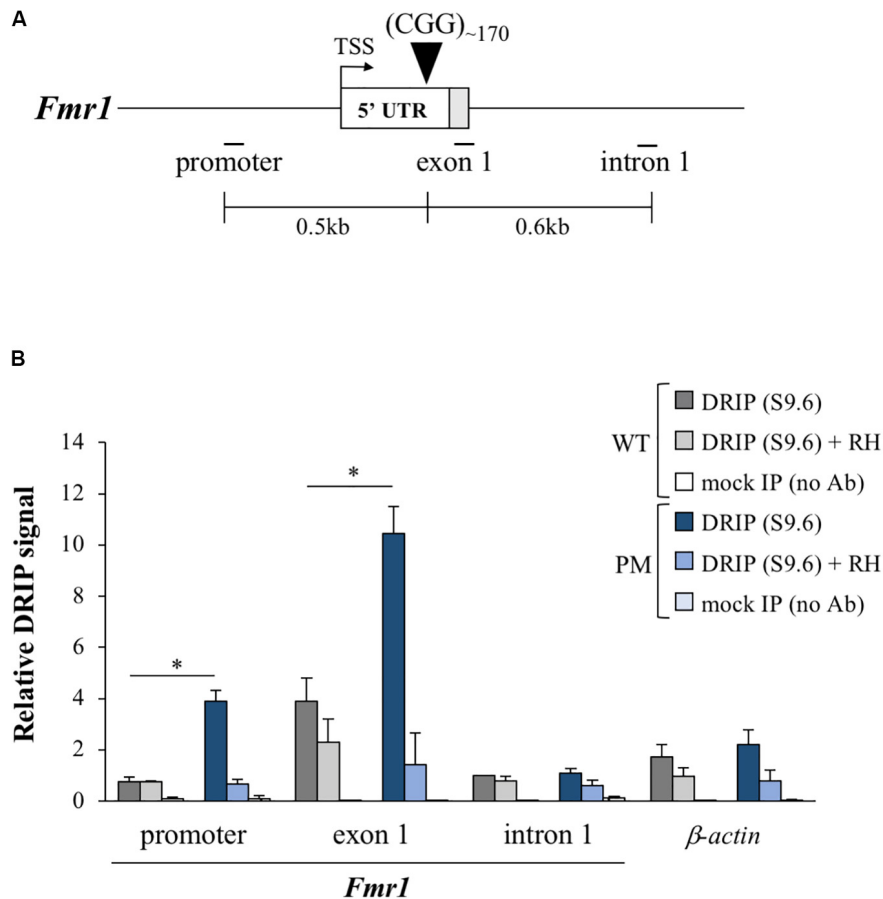 A
(CGG)~170
TSS
Fmr1
5' UTR
promoter exon 1 intron 1
0.5kb 0.6kb
B
WT
DRIP (S9.6)
DRIP (S9.6) + RH
mock IP (no Ab)
PM
DRIP (S9.6)
DRIP (S9.6) + RH
mock IP (no Ab)
Relative DRIP signal
14
12
10
8
6
4
2
0
*
*
promoter exon 1 intron 1 β-actin
Fmr1